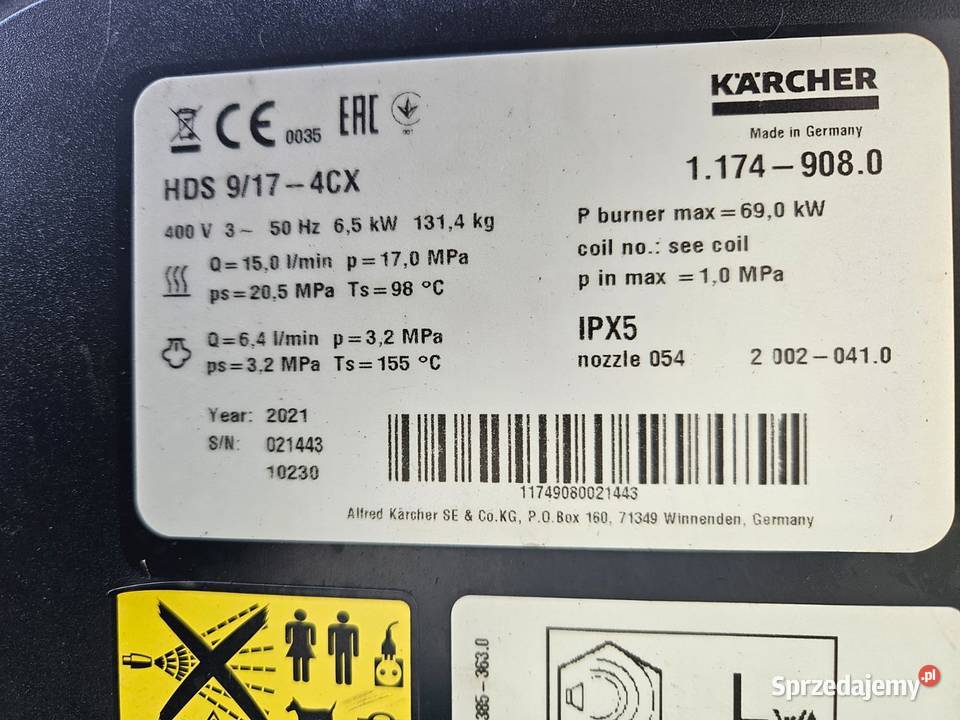 KÄRCHER
CE 0035 EAC
001
Made in Germany
1.174-908.0
HDS 9/17-4CX
400 V 3~ 50 Hz 6,5 kW 131,4 kg
Q=15,0 l/min p=17,0 MPa
ps=20,5 MPa Ts=98 °C
Q=6,4 l/min p=3,2 MPa
ps=3,2 MPa Ts=155 °C
P burner max=69,0 kW
coil no.: see coil
p in max =1,0 MPa
IPX5
nozzle 054 2 002-041.0
Year: 2021
S/N: 021443
10230
11749080021443
Alfred Kärcher SE & Co.KG, P.O.Box 160, 71349 Winnenden, Germany
385-363.0
Sprzedajemy.pl